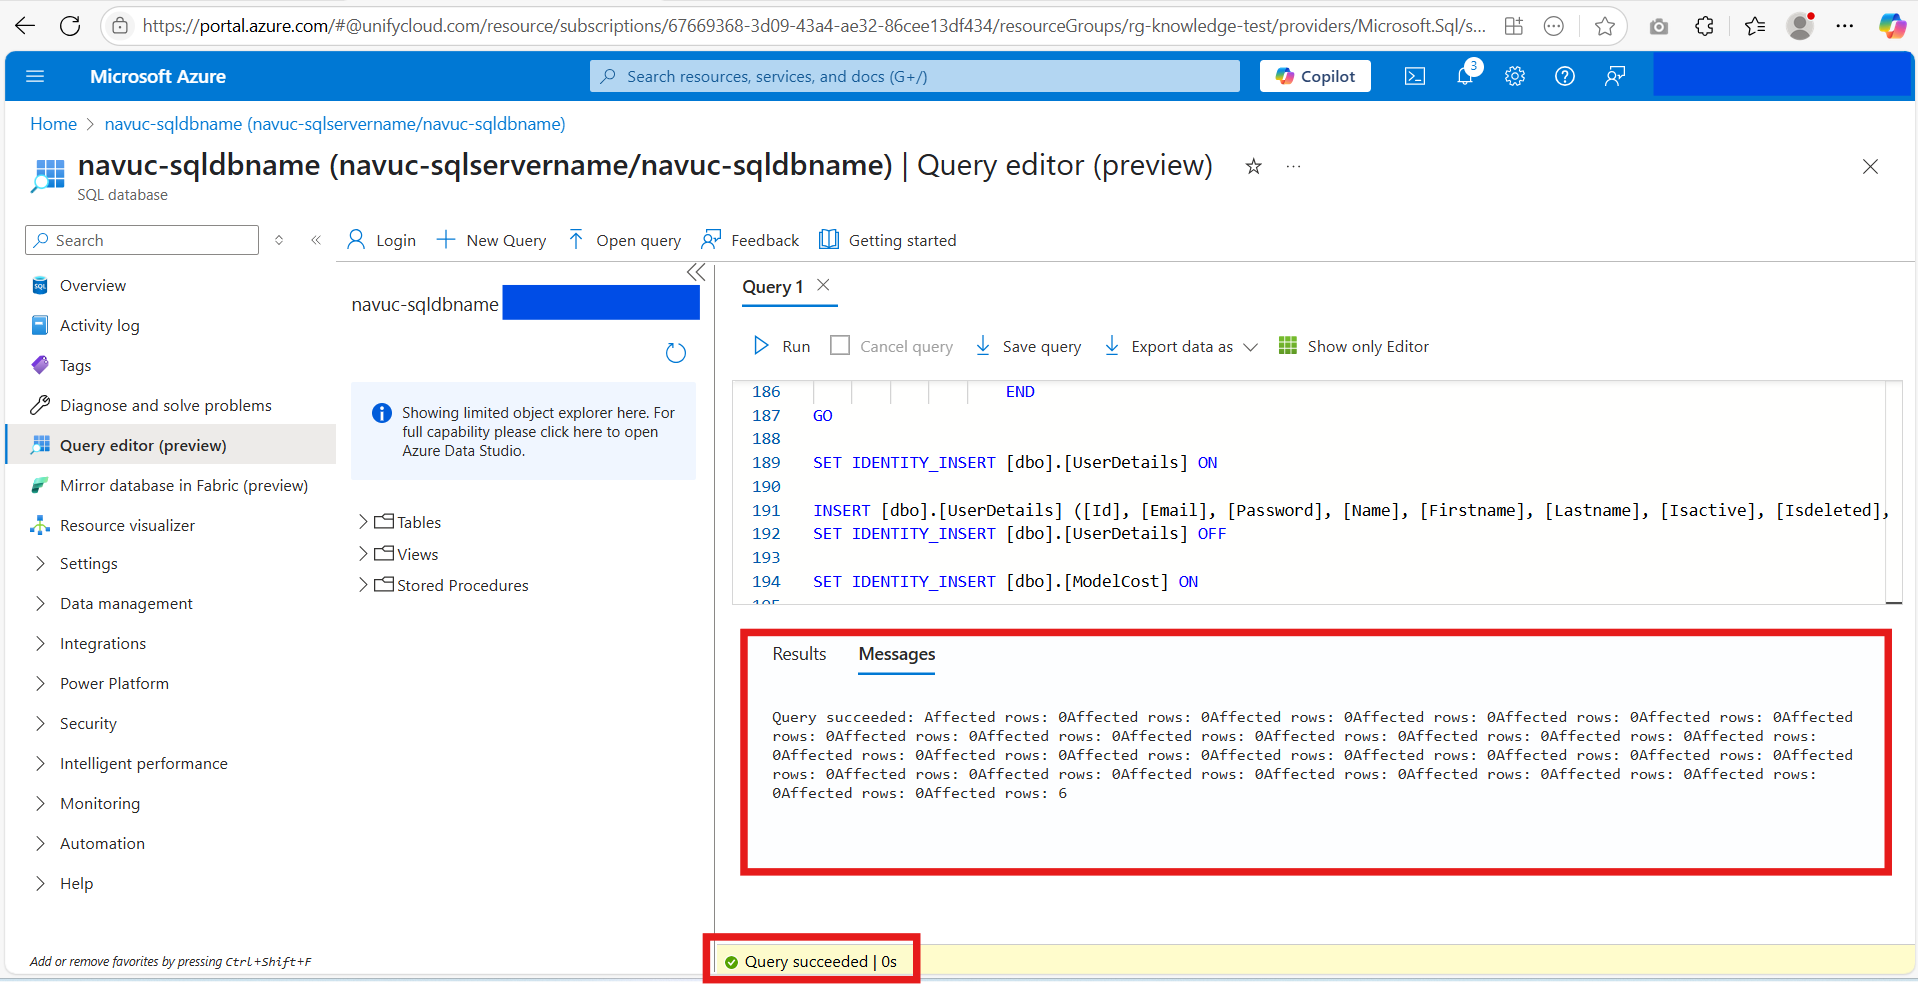 https://portal.azure.com/#@unifycloud.com/resource/subscriptions/67669368-3d09-43a4-ae32-86cee13df434/resourceGroups/rg-knowledge-test/providers/Microsoft.Sql/s...
Microsoft Azure
Search resources, services, and docs (G+/)
Copilot
3
Home > navuc-sqldbname (navuc-sqlservername/navuc-sqldbname)
navuc-sqldbname (navuc-sqlservername/navuc-sqldbname) | Query editor (preview)
SQL database
Search
Login
New Query
Open query
Feedback
Getting started
Overview
Activity log
Tags
Diagnose and solve problems
Query editor (preview)
Mirror database in Fabric (preview)
Resource visualizer
Settings
Data management
Integrations
Power Platform
Security
Intelligent performance
Monitoring
Automation
Help
Add or remove favorites by pressing Ctrl+Shift+F
navuc-sqldbname
Showing limited object explorer here. For
full capability please click here to open
Azure Data Studio.
Tables
Views
Stored Procedures
Query 1
Run
Cancel query
Save query
Export data as
Show only Editor
186 END
187 GO
188
189 SET IDENTITY_INSERT [dbo].[UserDetails] ON
190
191 INSERT [dbo].[UserDetails] ([Id], [Email], [Password], [Name], [Firstname], [Lastname], [Isactive], [Isdeleted],
192 SET IDENTITY_INSERT [dbo].[UserDetails] OFF
193
194 SET IDENTITY_INSERT [dbo].[ModelCost] ON
195
Results
Messages
Query succeeded: Affected rows: 0Affected rows: 0Affected rows: 0Affected rows: 0Affected rows: 0Affected rows: 0Affected
rows: 0Affected rows: 0Affected rows: 0Affected rows: 0Affected rows: 0Affected rows: 0Affected rows: 0Affected rows:
0Affected rows: 0Affected rows: 0Affected rows: 0Affected rows: 0Affected rows: 0Affected rows: 0Affected rows: 0Affected
rows: 0Affected rows: 0Affected rows: 0Affected rows: 0Affected rows: 0Affected rows: 0Affected rows: 0Affected rows:
0Affected rows: 0Affected rows: 6
Query succeeded | 0s